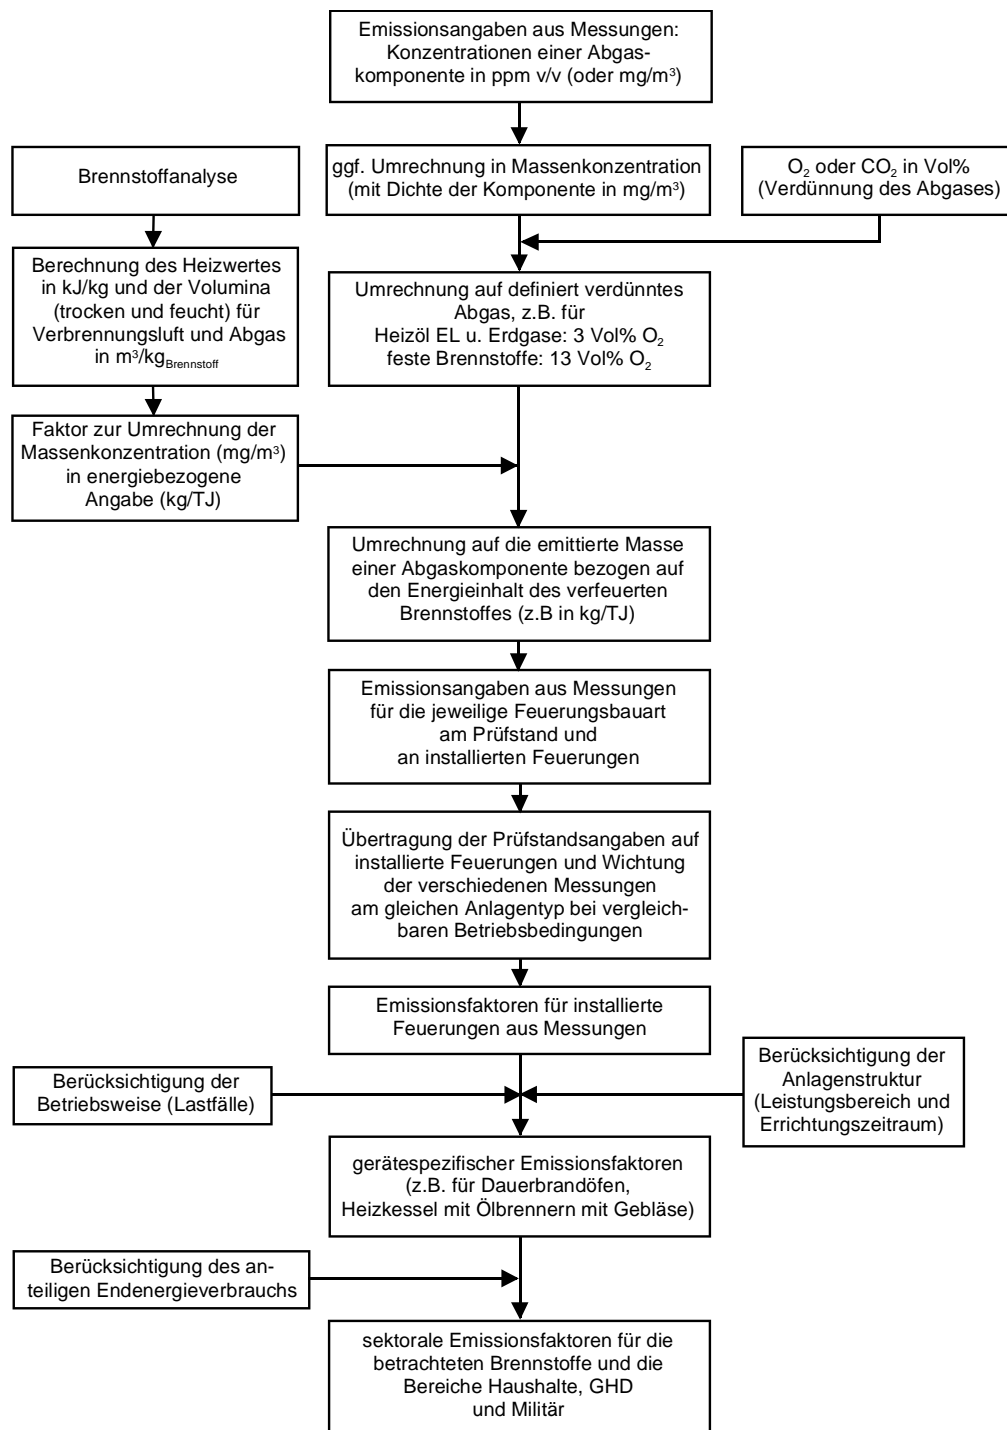 Emissionsangaben aus Messungen:
Konzentrationen einer Abgas-
komponente in ppm v/v (oder mg/m³)
Brennstoffanalyse
ggf. Umrechnung in Massenkonzentration
(mit Dichte der Komponente in mg/m³)
O₂ oder CO₂ in Vol%
(Verdünnung des Abgases)
Berechnung des Heizwertes
in kJ/kg und der Volumina
(trocken und feucht) für
Verbrennungsluft und Abgas
in m³/kg_Brennstoff
Umrechnung auf definiert verdünntes
Abgas, z.B. für
Heizöl EL u. Erdgase: 3 Vol% O₂
feste Brennstoffe: 13 Vol% O₂
Faktor zur Umrechnung der
Massenkonzentration (mg/m³)
in energiebezogene
Angabe (kg/TJ)
Umrechnung auf die emittierte Masse
einer Abgaskomponente bezogen auf
den Energieinhalt des verfeuerten
Brennstoffes (z.B in kg/TJ)
Emissionsangaben aus Messungen
für die jeweilige Feuerungsbauart
am Prüfstand und
an installierten Feuerungen
Übertragung der Prüfstandsangaben auf
installierte Feuerungen und Wichtung
der verschiedenen Messungen
am gleichen Anlagentyp bei vergleich-
baren Betriebsbedingungen
Emissionsfaktoren für installierte
Feuerungen aus Messungen
Berücksichtigung der
Betriebsweise (Lastfälle)
Berücksichtigung der
Anlagenstruktur
(Leistungsbereich und
Errichtungszeitraum)
gerätespezifischer Emissionsfaktoren
(z.B. für Dauerbrandöfen,
Heizkessel mit Ölbrennern mit Gebläse)
Berücksichtigung des an-
teiligen Endenergieverbrauchs
sektorale Emissionsfaktoren für die
betrachteten Brennstoffe und die
Bereiche Haushalte, GHD
und Militär